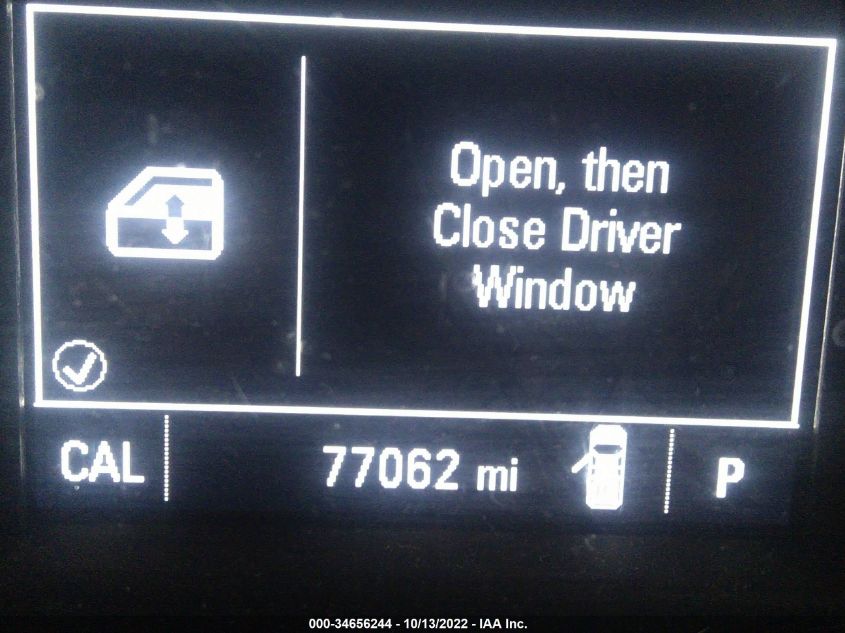 Open, then
Close Driver
Window
CAL 77062 mi P
000-34656244 - 10/13/2022 - IAA Inc.